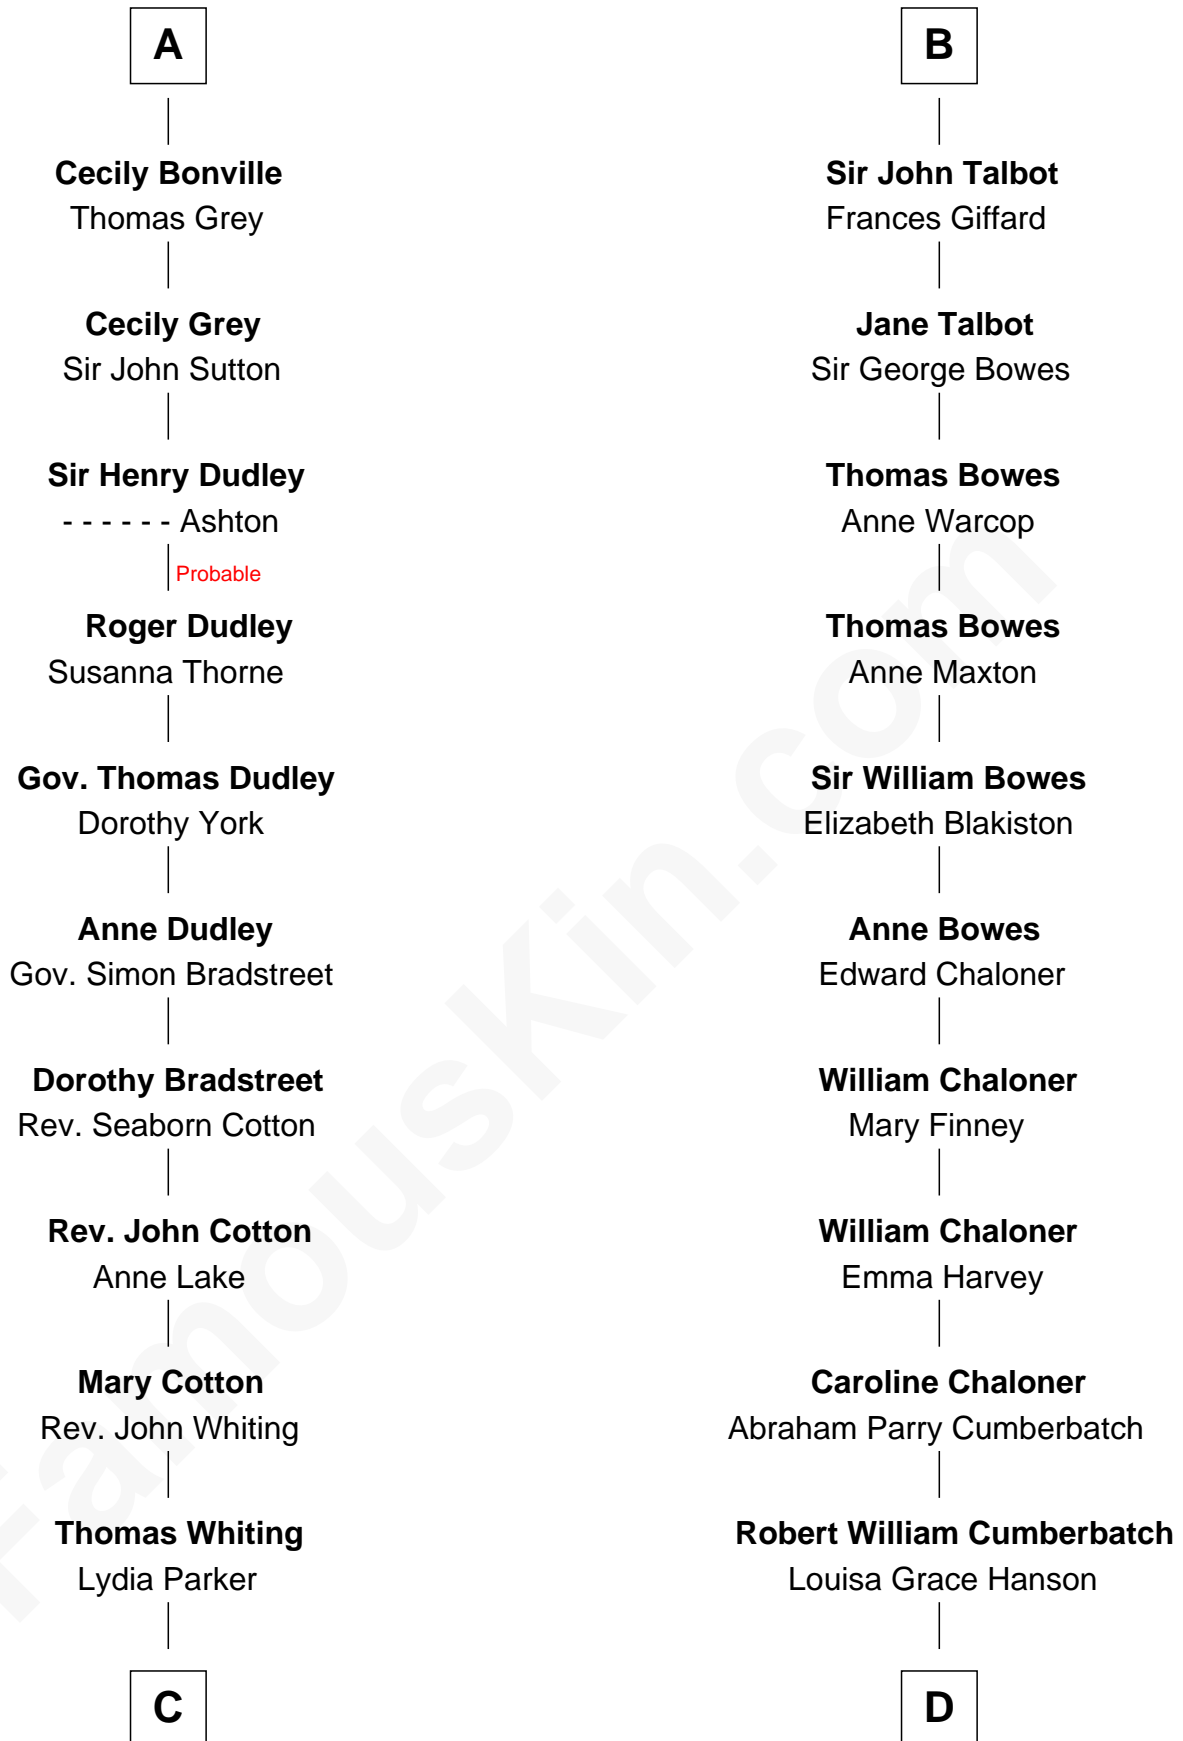 A
Cecily Bonville
Thomas Grey
Cecily Grey
Sir John Sutton
Sir Henry Dudley
- - - - - - Ashton
Probable
Roger Dudley
Susanna Thorne
Gov. Thomas Dudley
Dorothy York
Anne Dudley
Gov. Simon Bradstreet
Dorothy Bradstreet
Rev. Seaborn Cotton
Rev. John Cotton
Anne Lake
Mary Cotton
Rev. John Whiting
Thomas Whiting
Lydia Parker
C
B
Sir John Talbot
Frances Giffard
Jane Talbot
Sir George Bowes
Thomas Bowes
Anne Warcop
Thomas Bowes
Anne Maxton
Sir William Bowes
Elizabeth Blakiston
Anne Bowes
Edward Chaloner
William Chaloner
Mary Finney
William Chaloner
Emma Harvey
Caroline Chaloner
Abraham Parry Cumberbatch
Robert William Cumberbatch
Louisa Grace Hanson
D
FamousKin.com